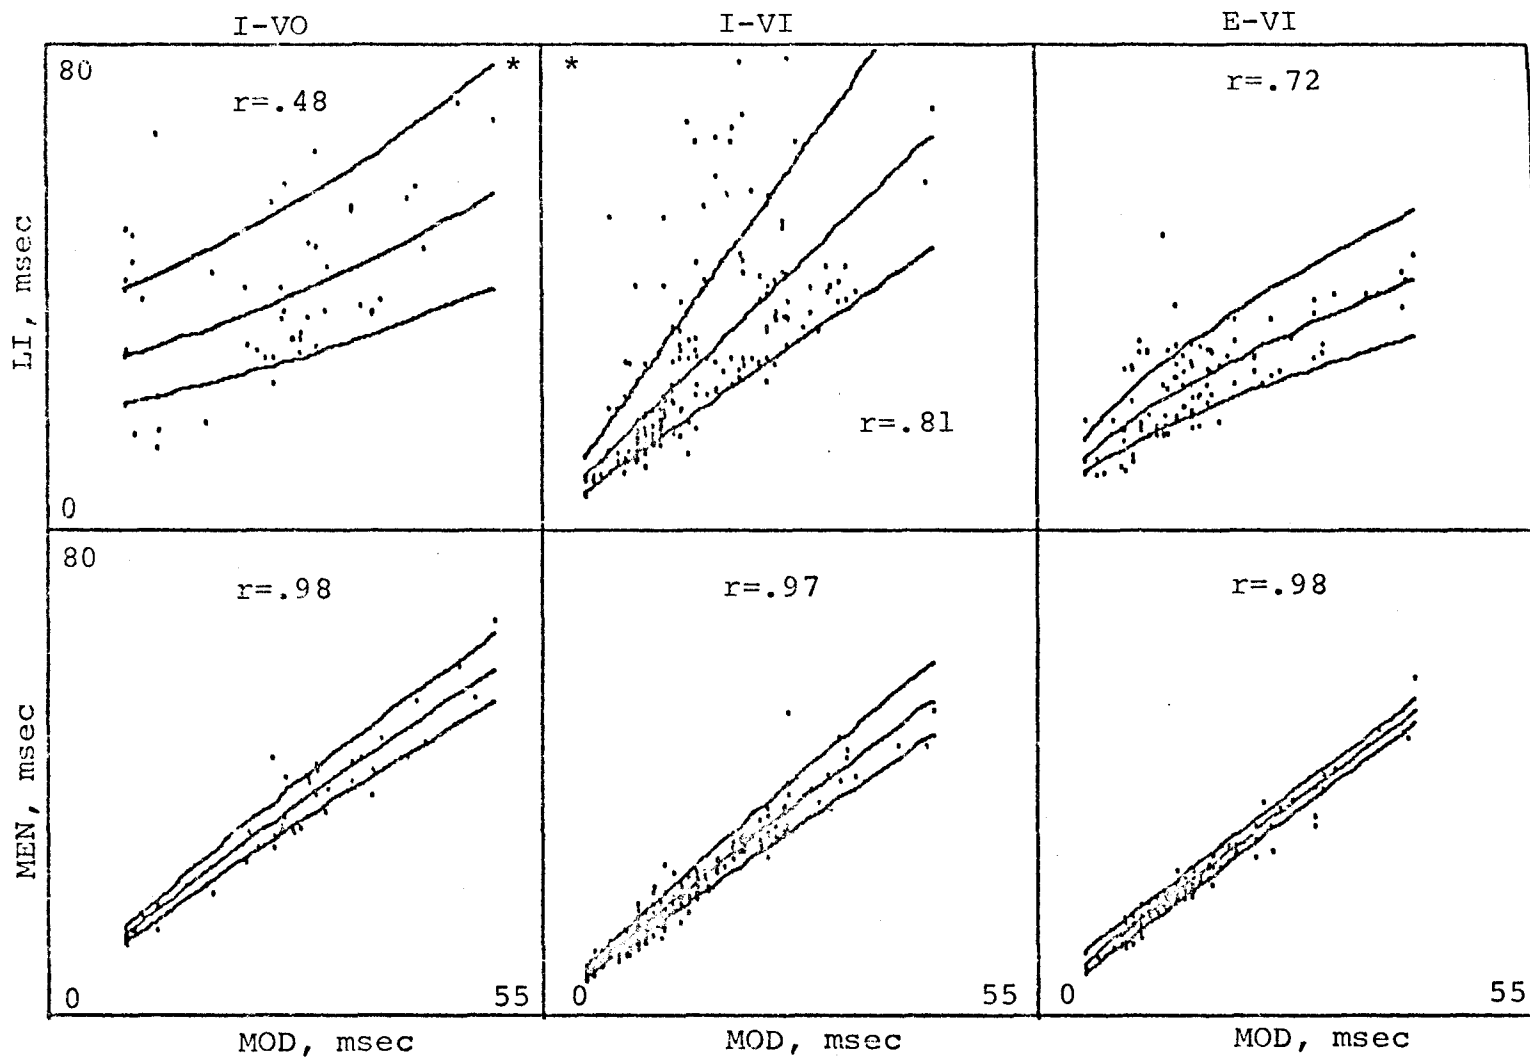 I-VO I-VI E-VI
80 * *
r=.48 r=.72
LI, msec
r=.81
0
80
r=.98 r=.97 r=.98
MEN, msec
0 55 0 55 0 55
MOD, msec MOD, msec MOD, msec